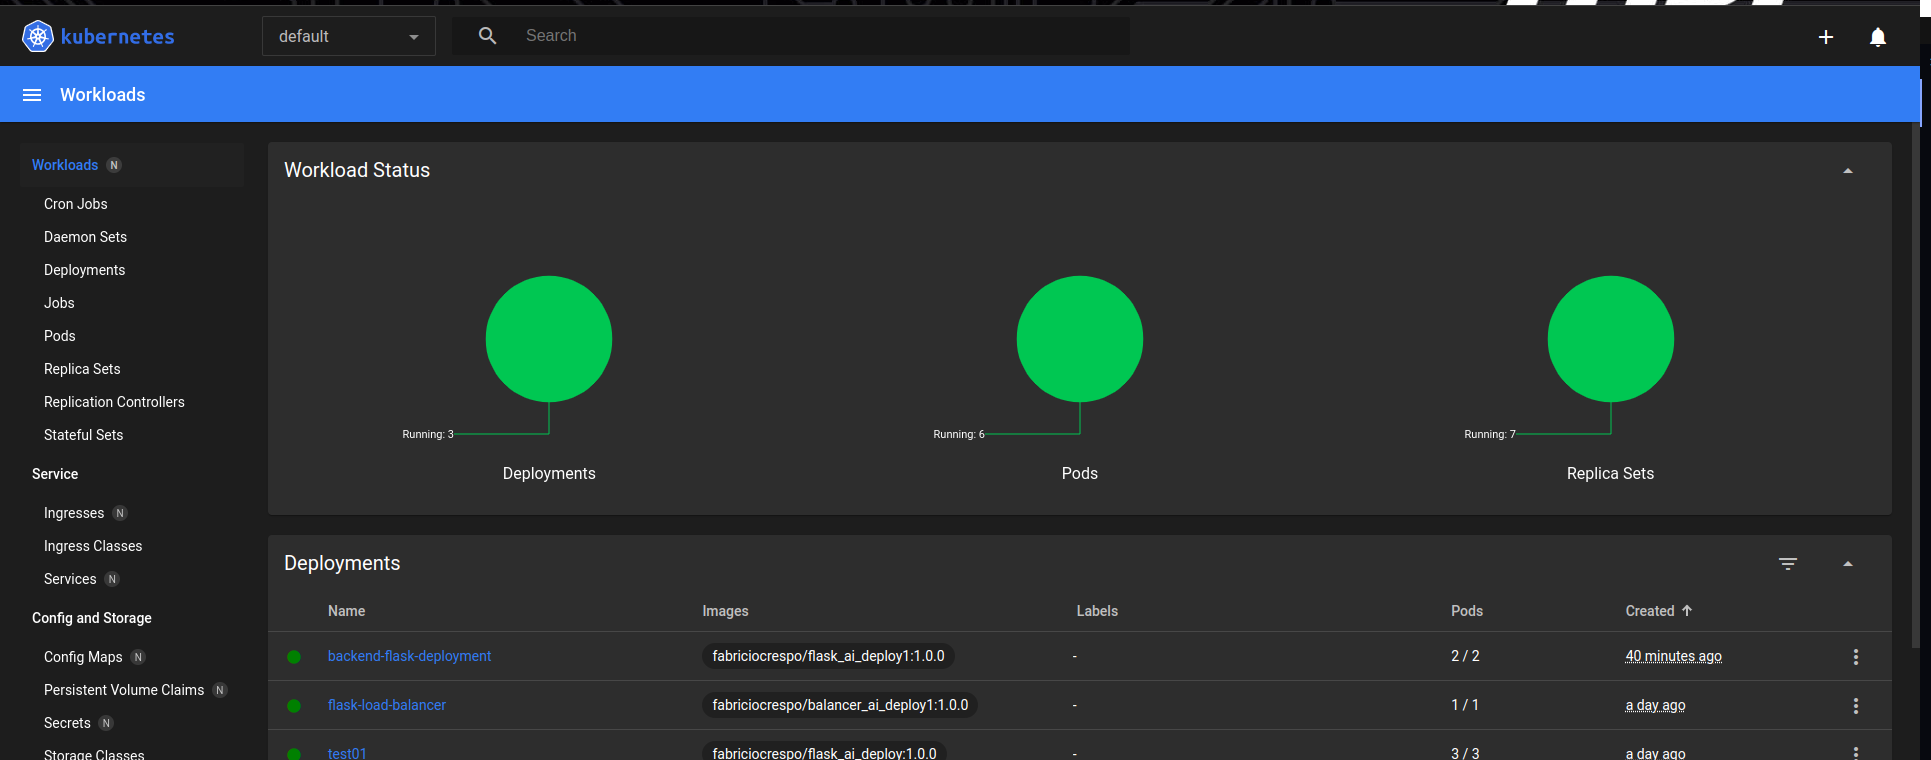 kubernetes
default
Search
Workloads
Workloads N
Cron Jobs
Daemon Sets
Deployments
Jobs
Pods
Replica Sets
Replication Controllers
Stateful Sets
Service
Ingresses N
Ingress Classes
Services N
Config and Storage
Config Maps N
Persistent Volume Claims N
Secrets N
Storage Classes
Workload Status
Running: 3
Deployments
Running: 6
Pods
Running: 7
Replica Sets
Deployments
Name Images Labels Pods Created
backend-flask-deployment fabriciocrespo/flask_ai_deploy1:1.0.0 - 2 / 2 40 minutes ago
flask-load-balancer fabriciocrespo/balancer_ai_deploy1:1.0.0 - 1 / 1 a day ago
test01 fabriciocrespo/flask_ai_deploy:1.0.0 - 3 / 3 a day ago